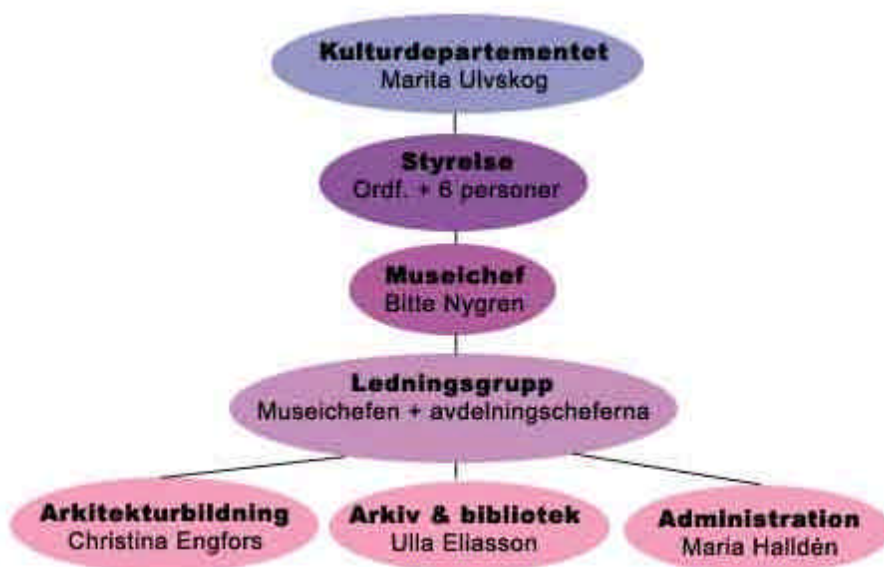 Kulturdepartementet
Marita Ulvskog
Styrelse
Ordf. + 6 personer
Museichef
Bitte Nygren
Ledningsgrupp
Museichefen + avdelningscheferna
Arkitekturbildning
Christina Engfors
Arkiv & bibliotek
Ulla Eliasson
Administration
Maria Halldén